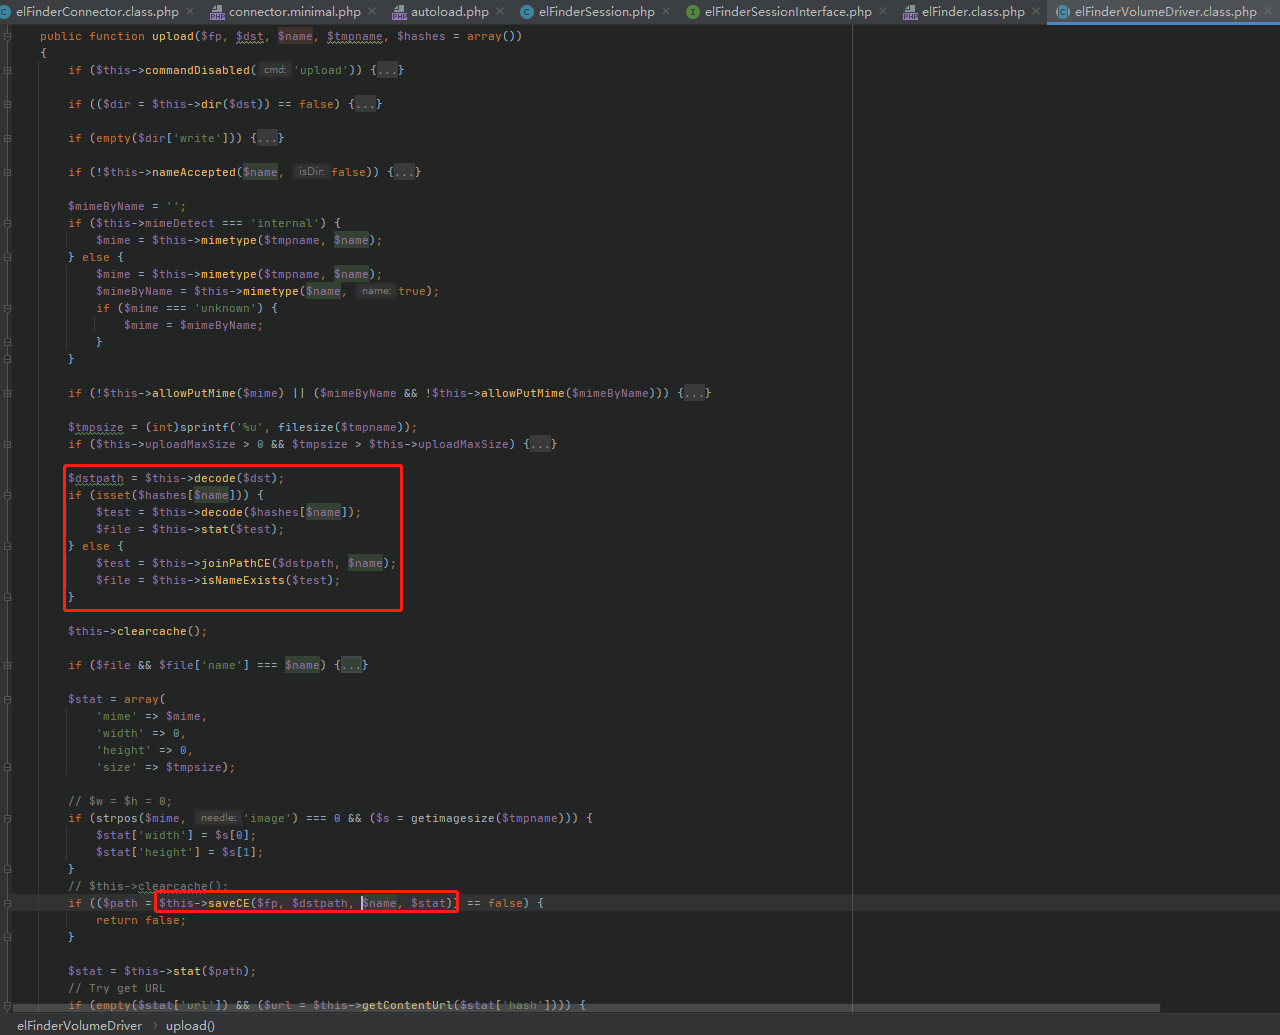 elFinderConnector.class.php × connector.minimal.php × autoload.php × elFinderSession.php × elFinderSessionInterface.php × elFinder.class.php × elFinderVolumeDriver.class.php ×
public function upload($fp, $dst, $name, $tmpname, $hashes = array())
{
if ($this->commandDisabled( cmd: 'upload')) {...}
if (($dir = $this->dir($dst)) == false) {...}
if (empty($dir['write'])) {...}
if (!$this->nameAccepted($name, isDir: false)) {...}
$mimeByName = '';
if ($this->mimeDetect === 'internal') {
$mime = $this->mimetype($tmpname, $name);
} else {
$mime = $this->mimetype($tmpname, $name);
$mimeByName = $this->mimetype($name, name: true);
if ($mime === 'unknown') {
$mime = $mimeByName;
}
}
if (!$this->allowPutMime($mime) || ($mimeByName && !$this->allowPutMime($mimeByName))) {...}
$tmpsize = (int)sprintf('%u', filesize($tmpname));
if ($this->uploadMaxSize > 0 && $tmpsize > $this->uploadMaxSize) {...}
$dstpath = $this->decode($dst);
if (isset($hashes[$name])) {
$test = $this->decode($hashes[$name]);
$file = $this->stat($test);
} else {
$test = $this->joinPathCE($dstpath, $name);
$file = $this->isNameExists($test);
}
$this->clearcache();
if ($file && $file['name'] === $name) {...}
$stat = array(
'mime' => $mime,
'width' => 0,
'height' => 0,
'size' => $tmpsize);
// $w = $h = 0;
if (strpos($mime, needle: 'image') === 0 && ($s = getimagesize($tmpname))) {
$stat['width'] = $s[0];
$stat['height'] = $s[1];
}
// $this->clearcache();
if (($path = $this->saveCE($fp, $dstpath, $name, $stat)) == false) {
return false;
}
$stat = $this->stat($path);
// Try get URL
if (empty($stat['url']) && ($url = $this->getContentUrl($stat['hash']))) {
elFinderVolumeDriver › upload()